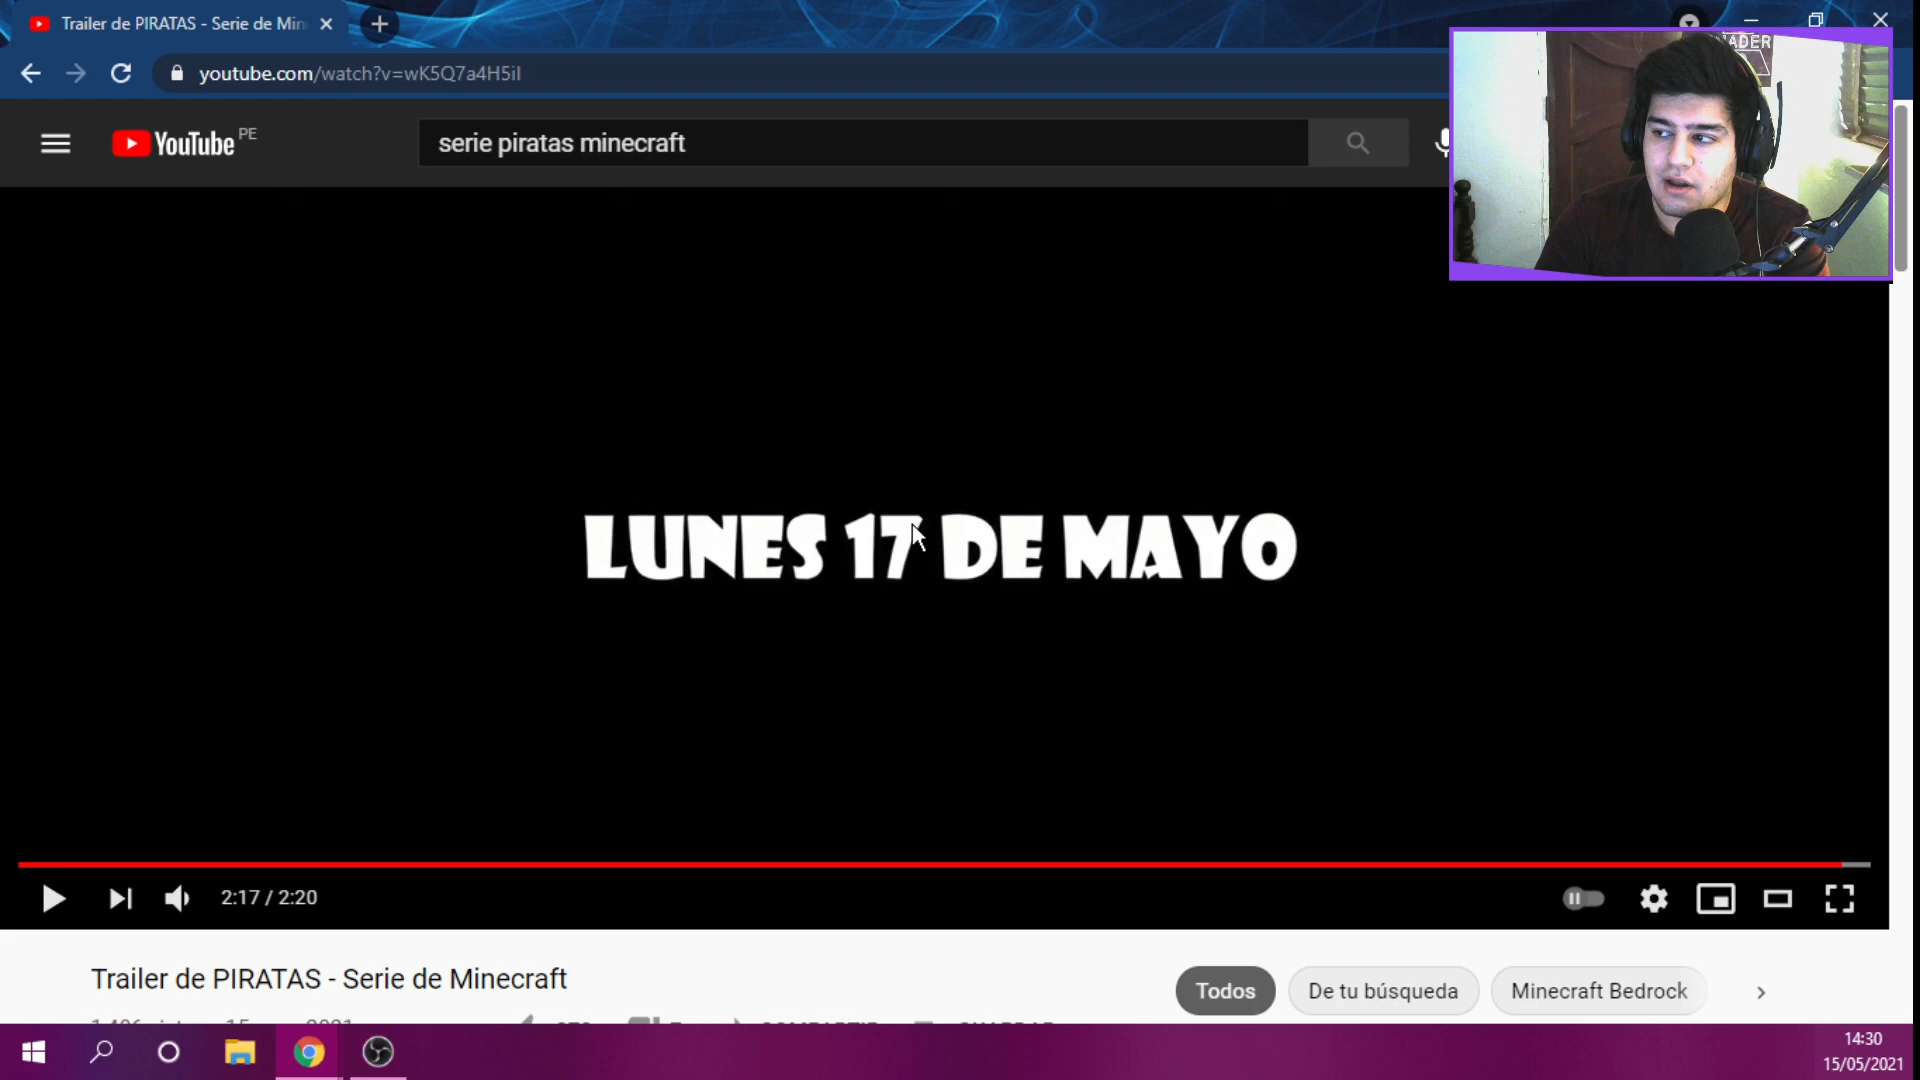 Trailer de PIRATAS - Serie de Min
youtube.com/watch?v=wK5Q7a4H5iI
YouTube PE
serie piratas minecraft
LUNES 17 DE MAYO
2:17 / 2:20
Trailer de PIRATAS - Serie de Minecraft
Todos
De tu búsqueda
Minecraft Bedrock
14:30
15/05/2021